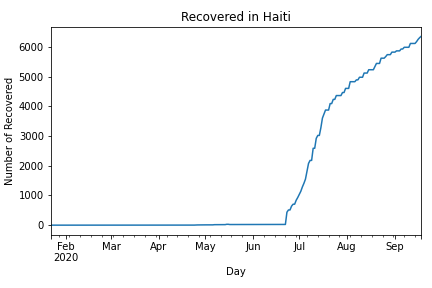 Recovered in Haiti
Number of Recovered
6000
5000
4000
3000
2000
1000
0
Feb Mar Apr May Jun Jul Aug Sep
2020
Day